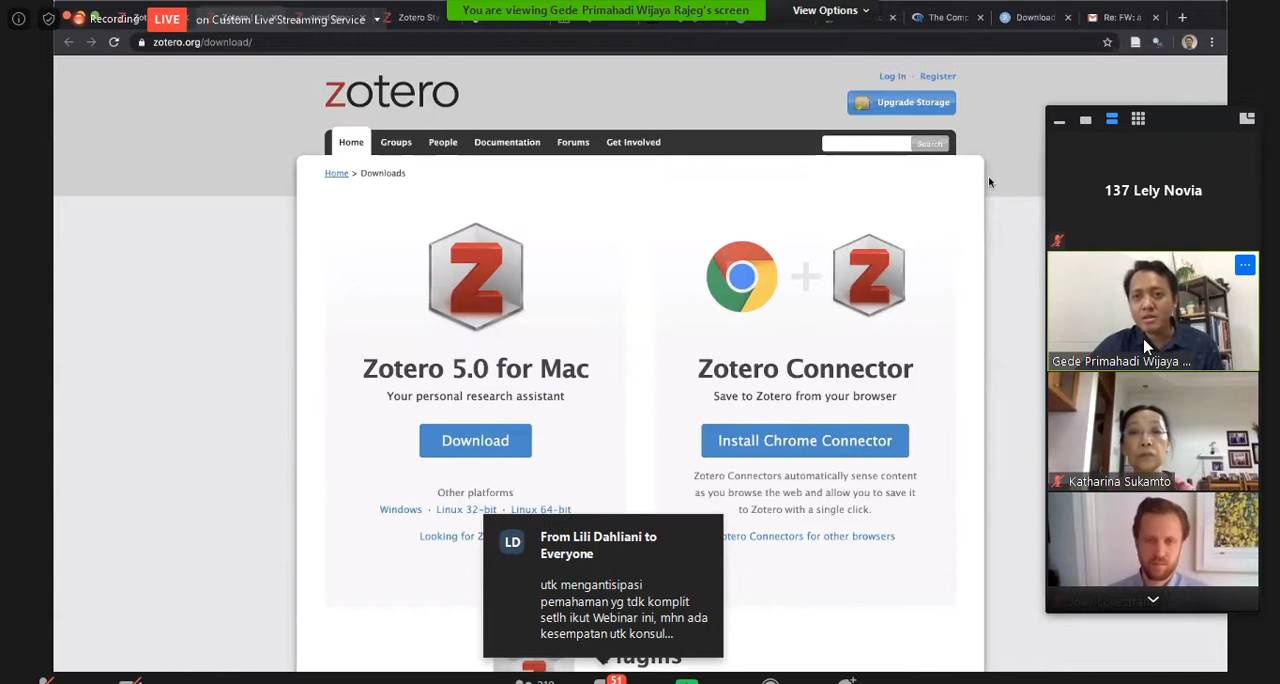 Recording
LIVE
on Custom Live Streaming Service
You are viewing Gede Primahadi Wijaya Rajeg's screen
View Options
Zotero
The Comp
Download
Re: FW: a
zotero.org/download/
zotero
Log In · Register
Upgrade Storage
Home Groups People Documentation Forums Get Involved
Search
Home > Downloads
Z
Z
Zotero 5.0 for Mac
Your personal research assistant
Download
Other platforms
Windows · Linux 32-bit · Linux 64-bit
Looking for
Zotero Connector
Save to Zotero from your browser
Install Chrome Connector
Zotero Connectors automatically sense content
as you browse the web and allow you to save it
to Zotero with a single click.
Connectors for other browsers
LD
From Lili Dahliani to
Everyone
utk mengantisipasi
pemahaman yg tdk komplit
setlh ikut Webinar ini, mhn ada
kesempatan utk konsul...
137 Lely Novia
Gede Primahadi Wijaya ...
Katharina Sukamto
51